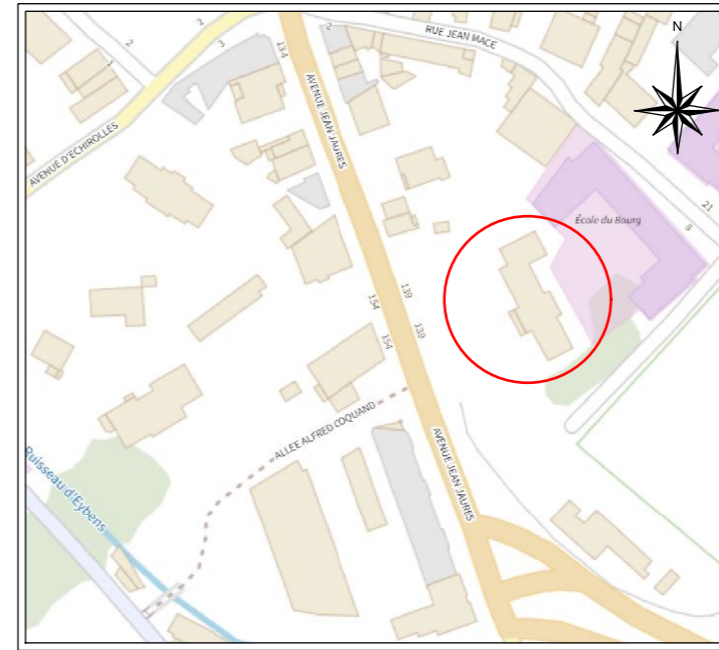 N
RUE JEAN MACE
2
2
2
3
134
AVENUE D'ECHIROLLES
AVENUE JEAN JAURES
École du Bourg
21
8
139
154
139
154
ALLEE ALFRED COQUAND
AVENUE JEAN JAURES
Ruisseau d'Eybens